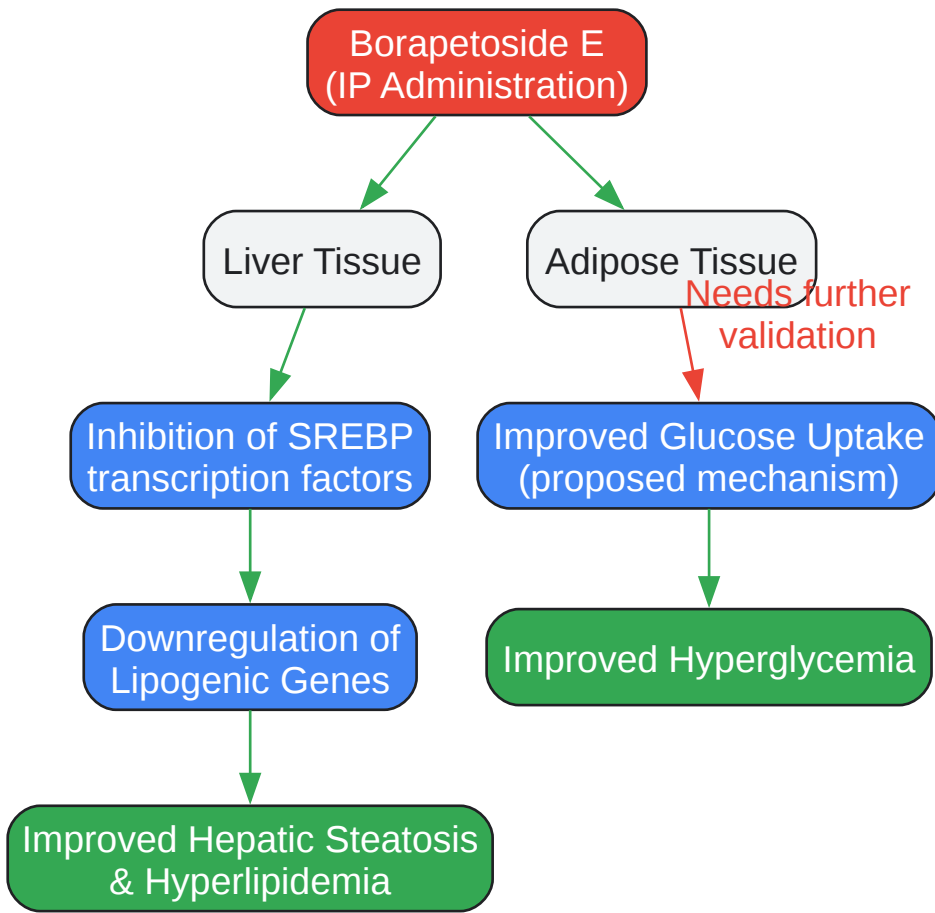 Borapetoside E
(IP Administration)
Liver Tissue
Adipose Tissue
Needs further
validation
Inhibition of SREBP
transcription factors
Improved Glucose Uptake
(proposed mechanism)
Downregulation of
Lipogenic Genes
Improved Hyperglycemia
Improved Hepatic Steatosis
& Hyperlipidemia